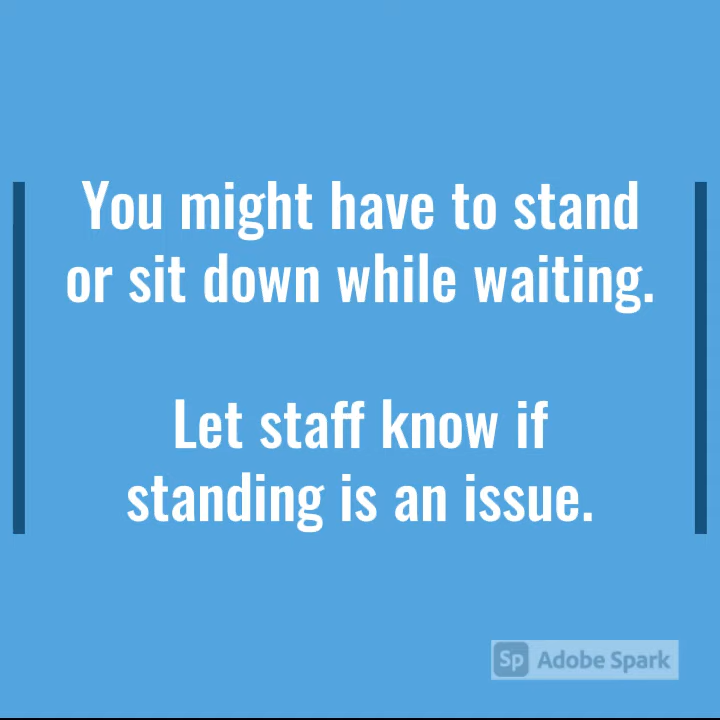 You might have to stand
or sit down while waiting.
Let staff know if
standing is an issue.
Sp Adobe Spark